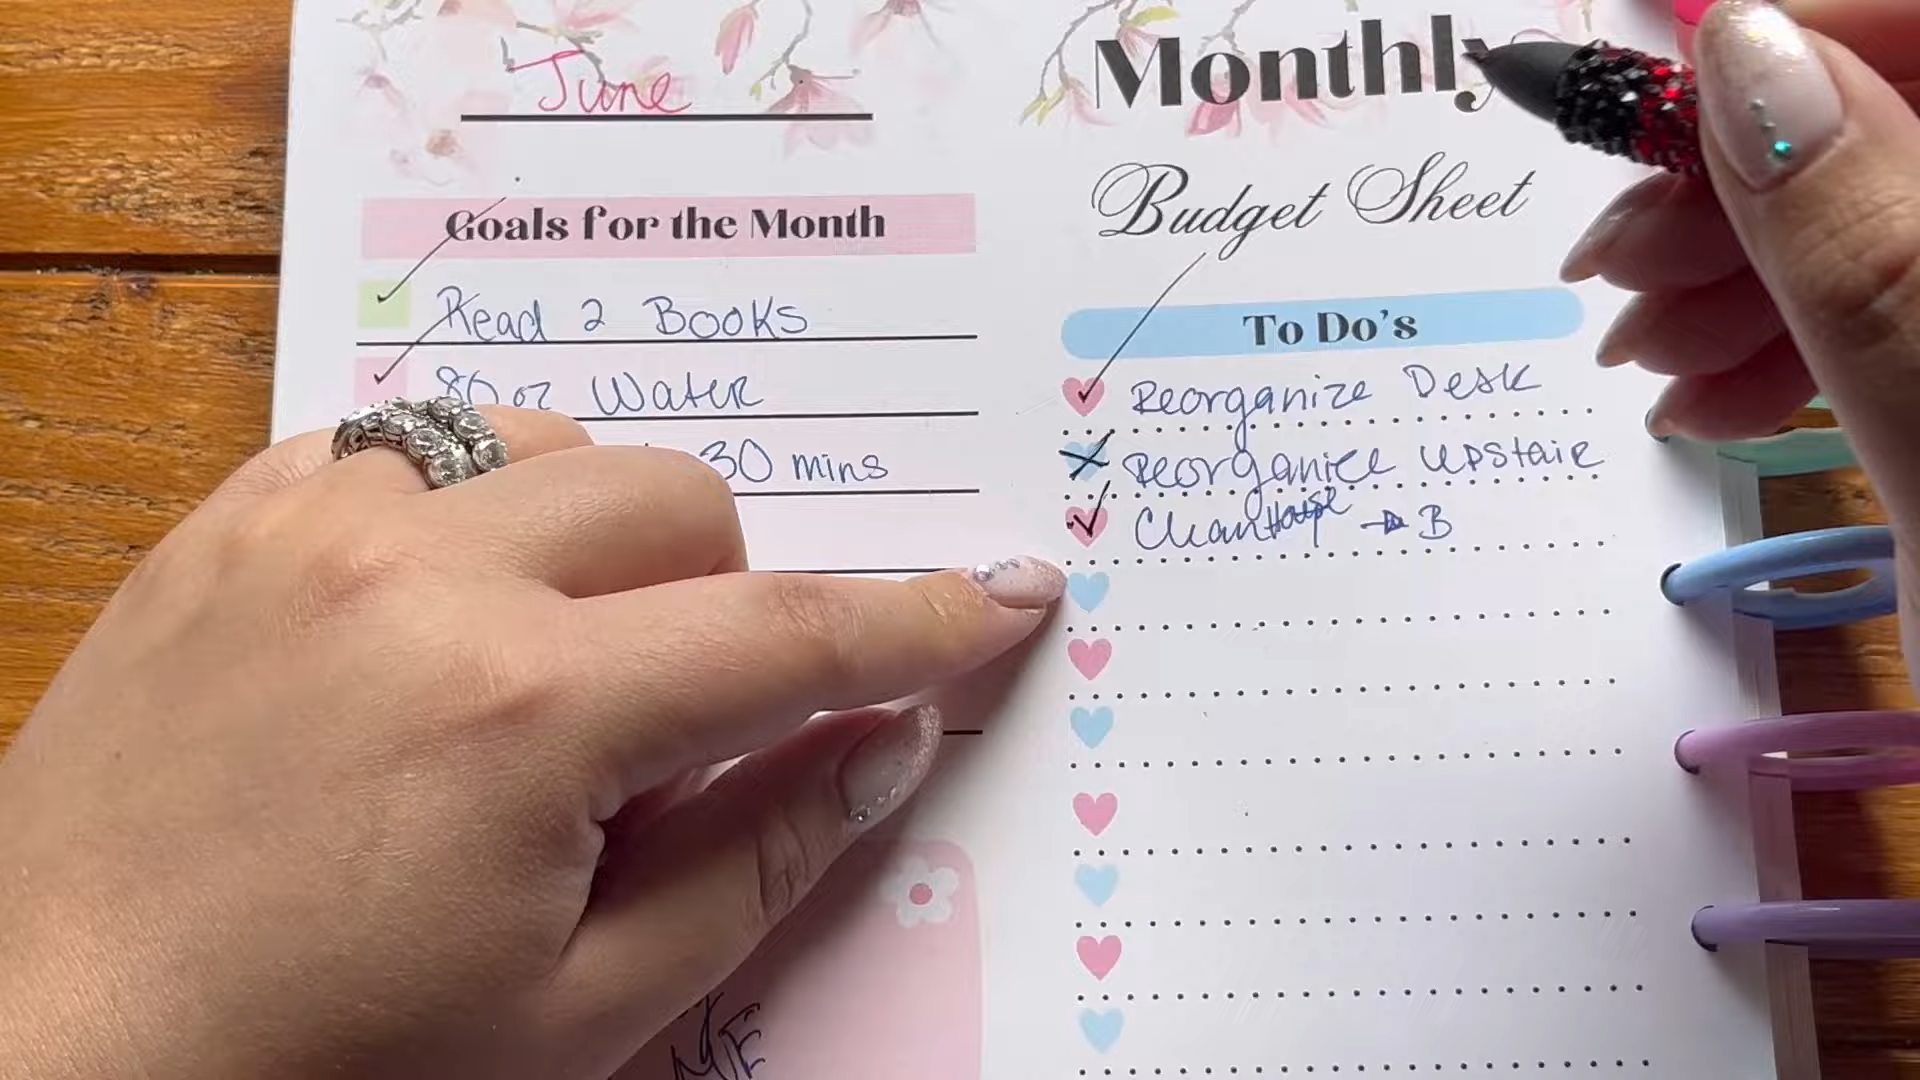 June
Goals for the Month
Read 2 Books
80 oz Water
30 mins
ME
Monthly
Budget Sheet
To Do's
Reorganize Desk
Reorganize Upstair
Clean House → B